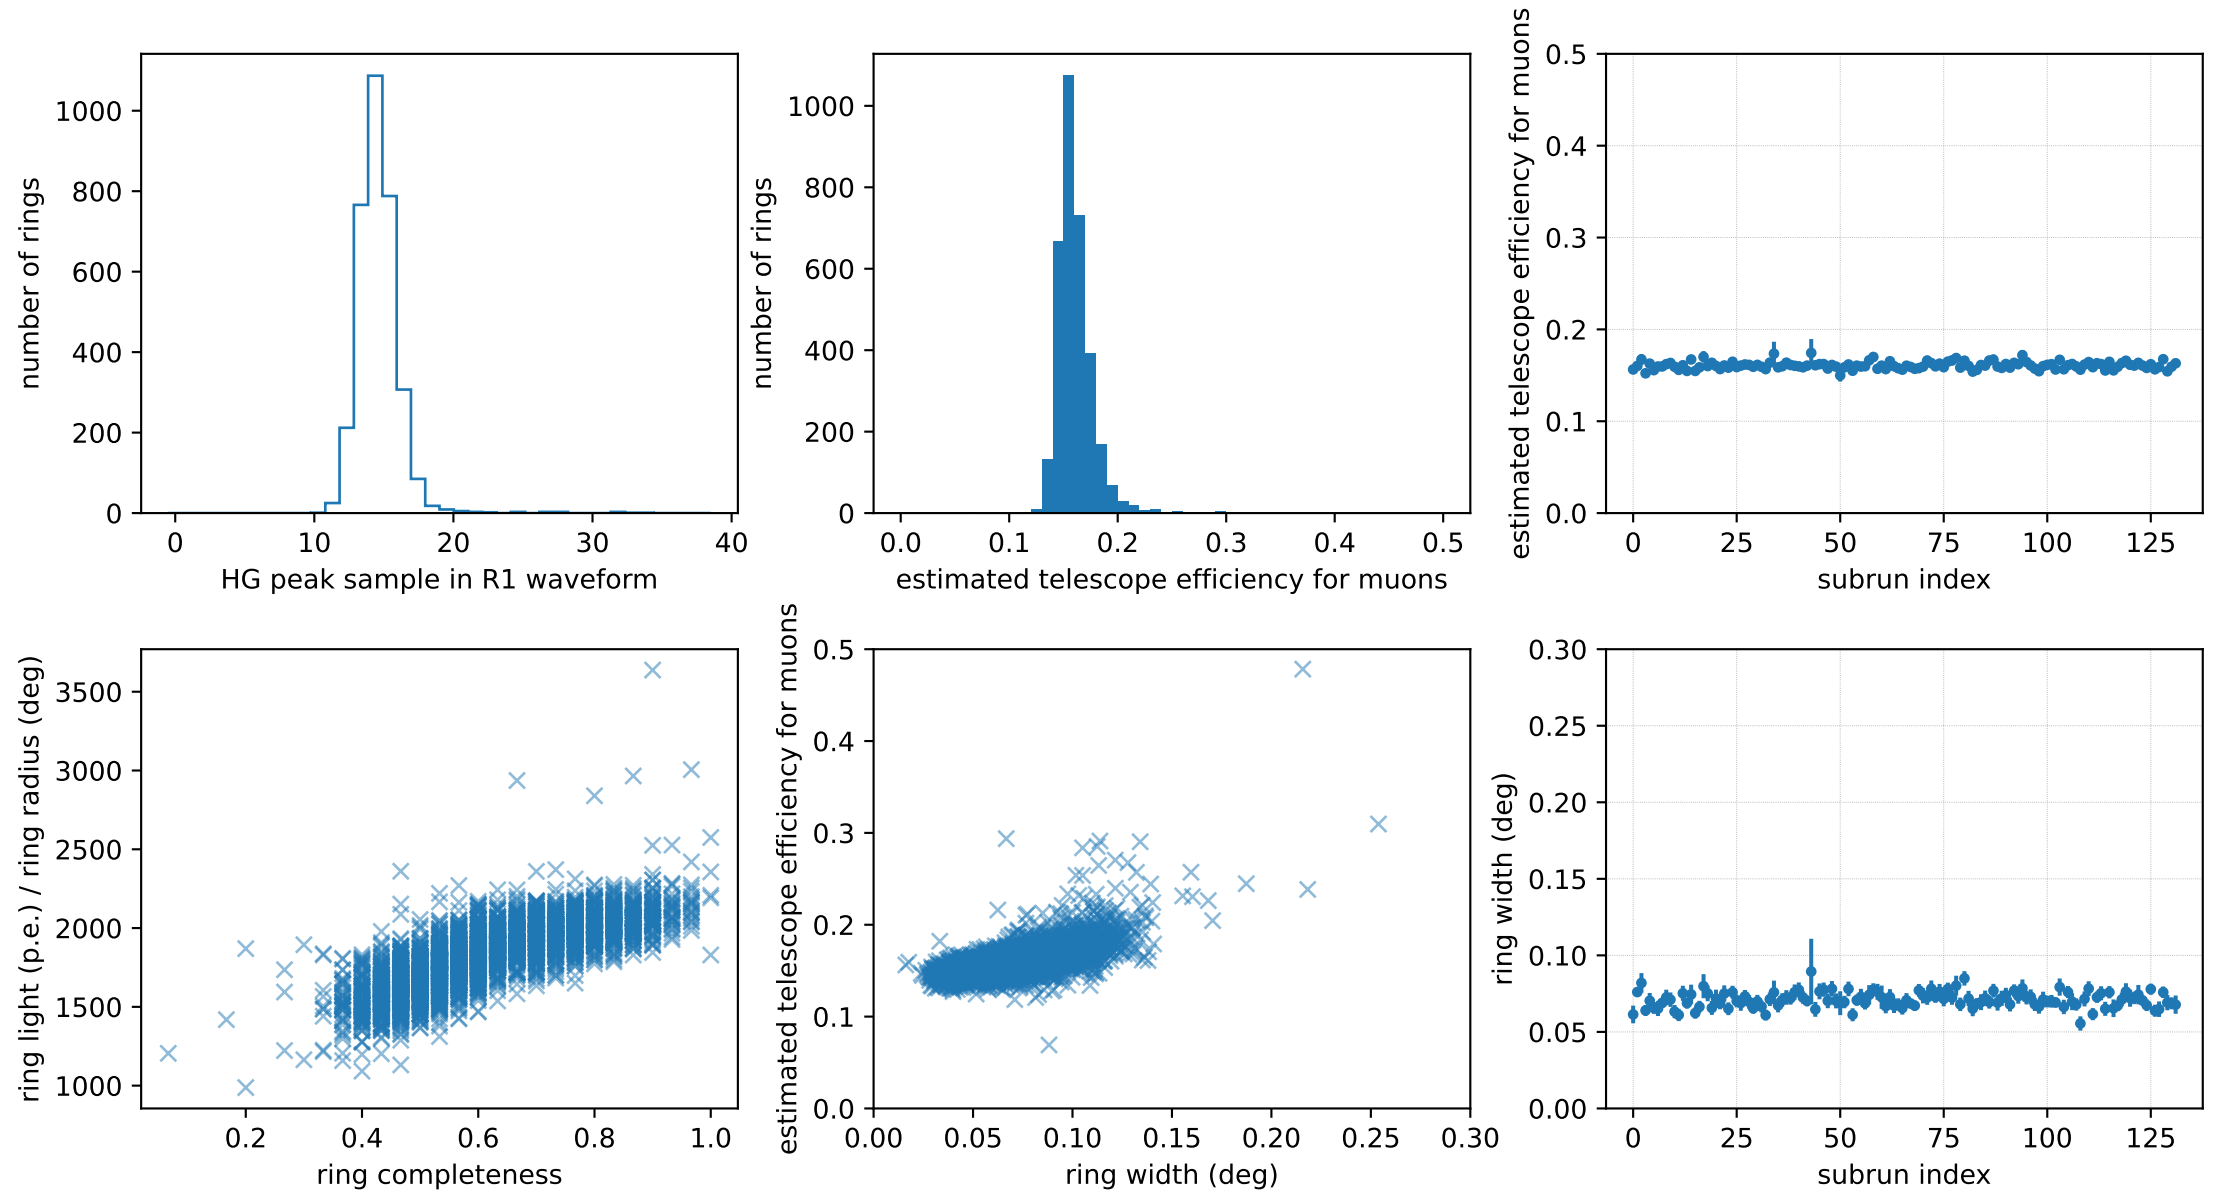 number of rings
1000
800
600
400
200
0
0 10 20 30 40
HG peak sample in R1 waveform
number of rings
1000
800
600
400
200
0
0.0 0.1 0.2 0.3 0.4 0.5
estimated telescope efficiency for muons
estimated telescope efficiency for muons
0.5
0.4
0.3
0.2
0.1
0.0
0 25 50 75 100 125
subrun index
ring light (p.e.) / ring radius (deg)
3500
3000
2500
2000
1500
1000
0.2 0.4 0.6 0.8 1.0
ring completeness
estimated telescope efficiency for muons
0.5
0.4
0.3
0.2
0.1
0.0
0.00 0.05 0.10 0.15 0.20 0.25 0.30
ring width (deg)
ring width (deg)
0.30
0.25
0.20
0.15
0.10
0.05
0.00
0 25 50 75 100 125
subrun index